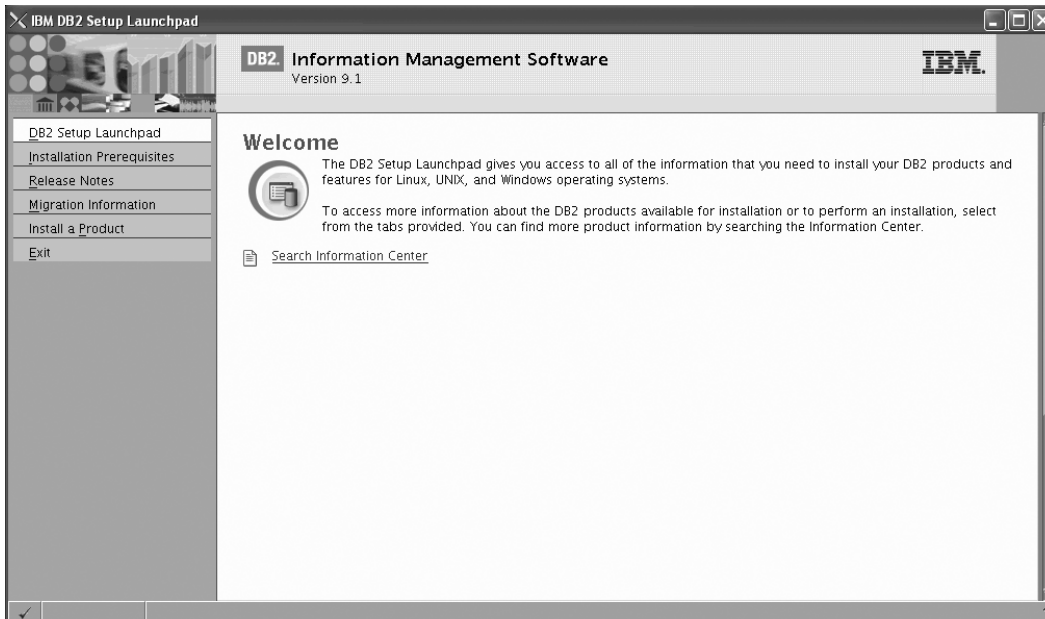 IBM DB2 Setup Launchpad
DB2. Information Management Software
Version 9.1
IBM.
DB2 Setup Launchpad
Installation Prerequisites
Release Notes
Migration Information
Install a Product
Exit
Welcome
The DB2 Setup Launchpad gives you access to all of the information that you need to install your DB2 products and
features for Linux, UNIX, and Windows operating systems.
To access more information about the DB2 products available for installation or to perform an installation, select
from the tabs provided. You can find more product information by searching the Information Center.
Search Information Center